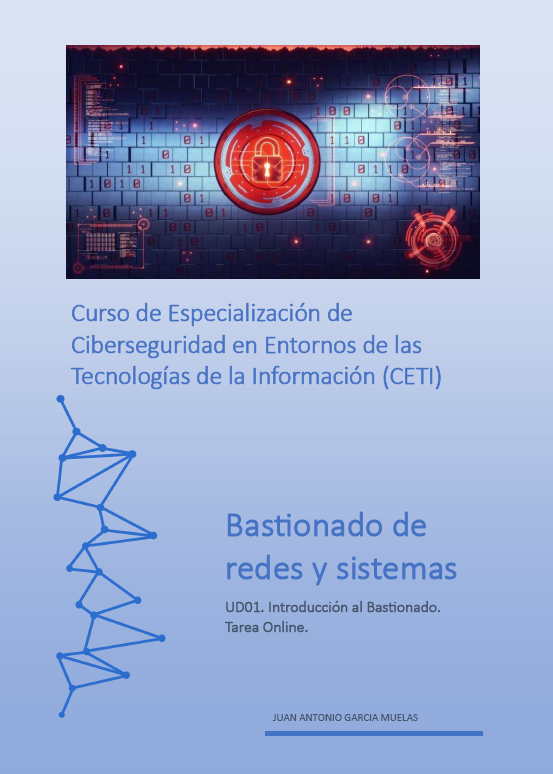 Curso de Especialización de
Ciberseguridad en Entornos de las
Tecnologías de la Información (CETI)
Bastionado de
redes y sistemas
UD01. Introducción al Bastionado.
Tarea Online.
JUAN ANTONIO GARCIA MUELAS